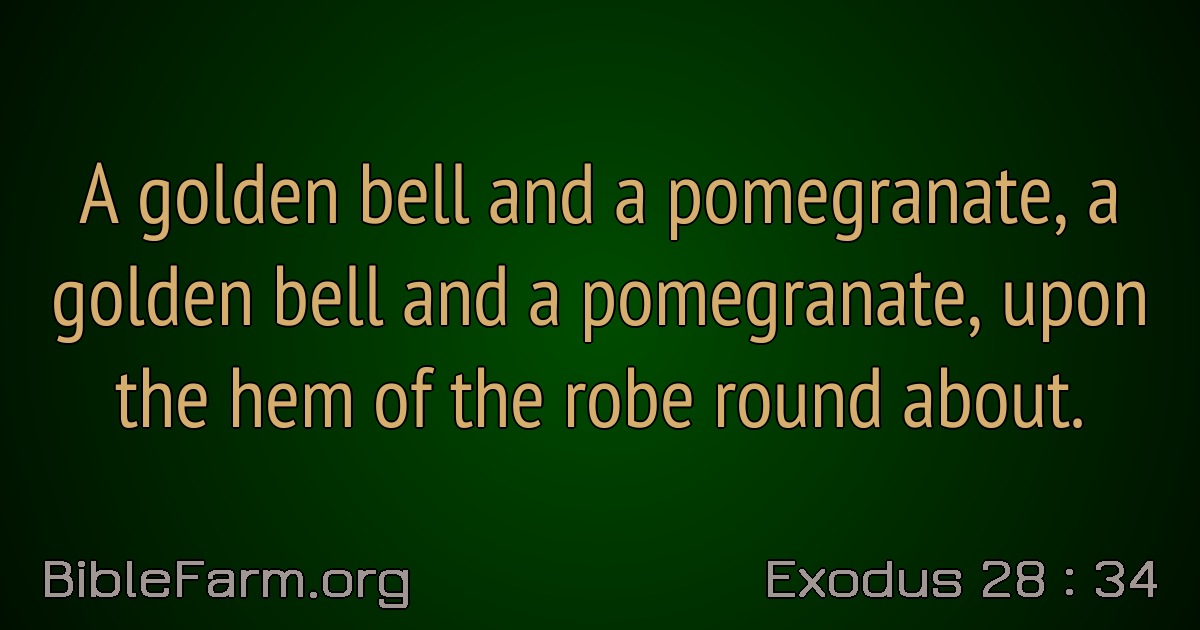 A golden bell and a pomegranate, a
golden bell and a pomegranate, upon
the hem of the robe round about.
BibleFarm.org
Exodus 28 : 34